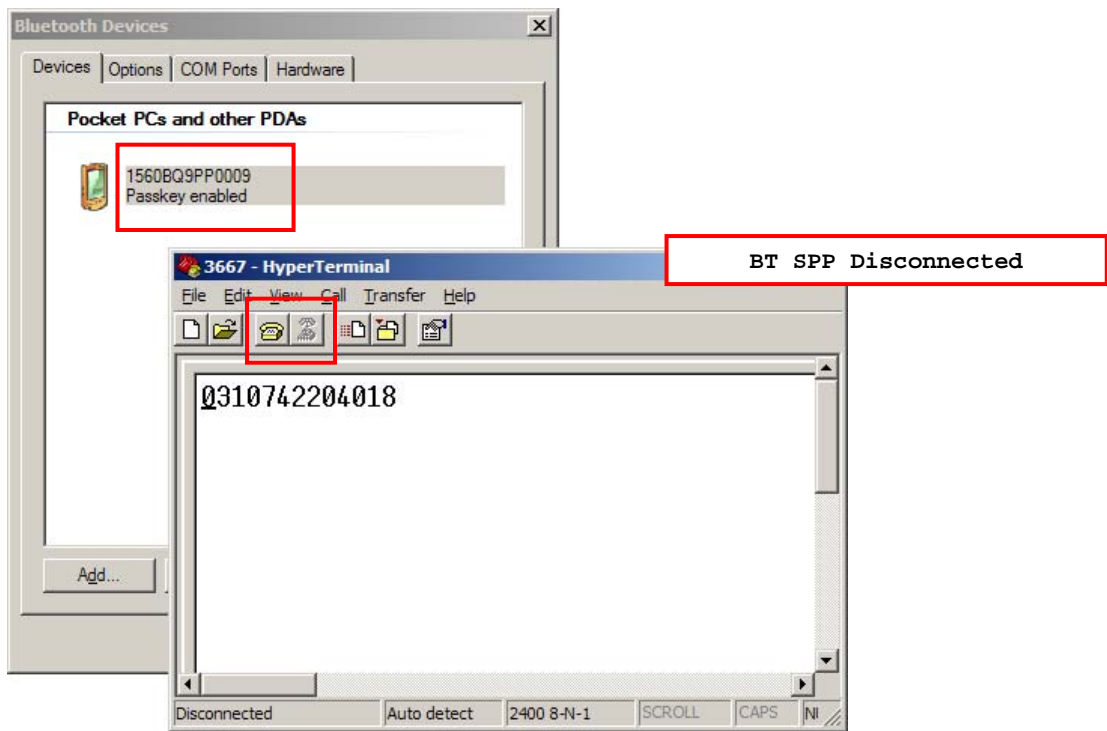 Bluetooth Devices
Devices Options COM Ports Hardware
Pocket PCs and other PDAs
1560BQ9PP0009
Passkey enabled
BT SPP Disconnected
3667 - HyperTerminal
File Edit View Call Transfer Help
0310742204018
Add...
Disconnected Auto detect 2400 8-N-1 SCROLL CAPS